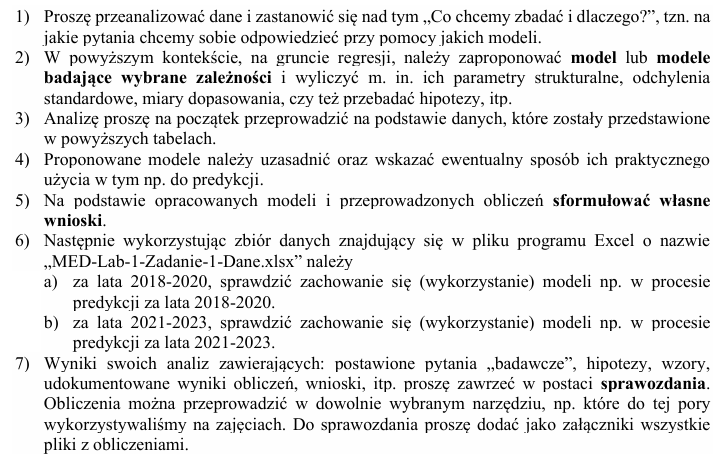 1) Proszę przeanalizować dane i zastanowić się nad tym „Co chcemy zbadać i dlaczego?”, tzn. na
jakie pytania chcemy sobie odpowiedzieć przy pomocy jakich modeli.
2) W powyższym kontekście, na gruncie regresji, należy zaproponować model lub modele
badające wybrane zależności i wyliczyć m. in. ich parametry strukturalne, odchylenia
standardowe, miary dopasowania, czy też przebadać hipotezy, itp.
3) Analizę proszę na początek przeprowadzić na podstawie danych, które zostały przedstawione
w powyższych tabelach.
4) Proponowane modele należy uzasadnić oraz wskazać ewentualny sposób ich praktycznego
użycia w tym np. do predykcji.
5) Na podstawie opracowanych modeli i przeprowadzonych obliczeń sformułować własne
wnioski.
6) Następnie wykorzystując zbiór danych znajdujący się w pliku programu Excel o nazwie
„MED-Lab-1-Zadanie-1-Dane.xlsx” należy
a) za lata 2018-2020, sprawdzić zachowanie się (wykorzystanie) modeli np. w procesie
predykcji za lata 2018-2020.
b) za lata 2021-2023, sprawdzić zachowanie się (wykorzystanie) modeli np. w procesie
predykcji za lata 2021-2023.
7) Wyniki swoich analiz zawierających: postawione pytania „badawcze”, hipotezy, wzory,
udokumentowane wyniki obliczeń, wnioski, itp. proszę zawrzeć w postaci sprawozdania.
Obliczenia można przeprowadzić w dowolnie wybranym narzędziu, np. które do tej pory
wykorzystywaliśmy na zajęciach. Do sprawozdania proszę dodać jako załączniki wszystkie
pliki z obliczeniami.